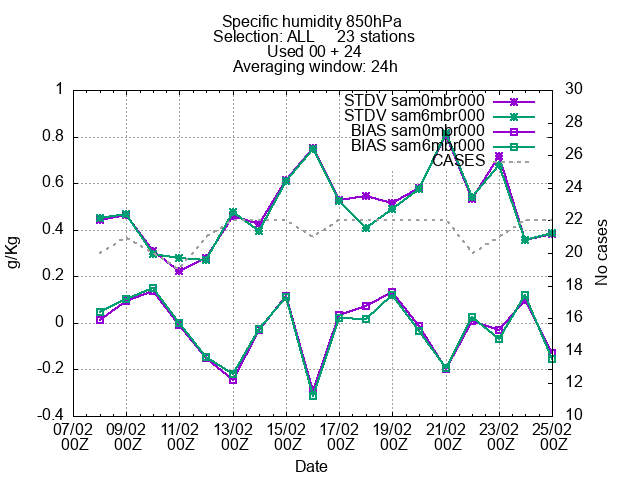 Specific humidity 850hPa
Selection: ALL 23 stations
Used 00 + 24
Averaging window: 24h
STDV sam0mbr000
STDV sam6mbr000
BIAS sam0mbr000
BIAS sam6mbr000
CASES
1
0.8
0.6
0.4
0.2
0
-0.2
-0.4
g/Kg
30
28
26
24
22
20
18
16
14
12
10
No cases
07/02 09/02 11/02 13/02 15/02 17/02 19/02 21/02 23/02 25/02
00Z 00Z 00Z 00Z 00Z 00Z 00Z 00Z 00Z 00Z
Date